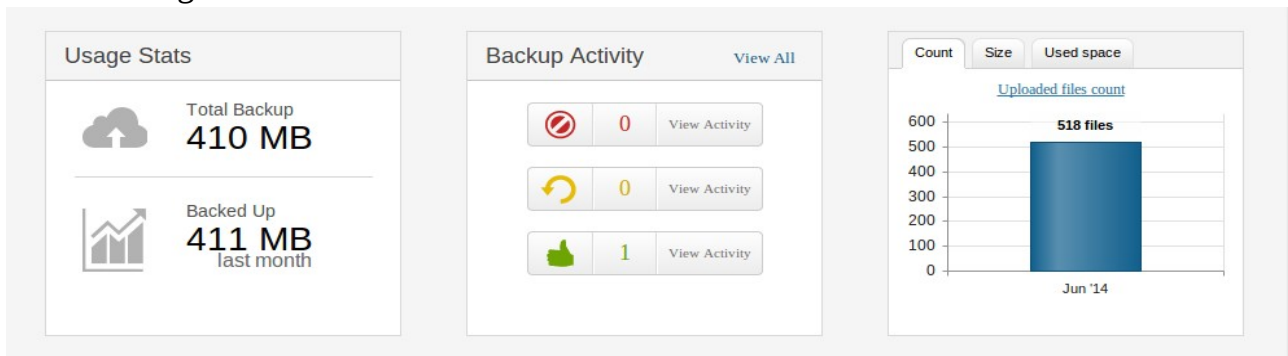 Usage Stats
Total Backup
410 MB
Backed Up
411 MB
last month
Backup Activity View All
0 View Activity
0 View Activity
1 View Activity
Count Size Used space
Uploaded files count
600
518 files
500
400
300
200
100
0
Jun '14